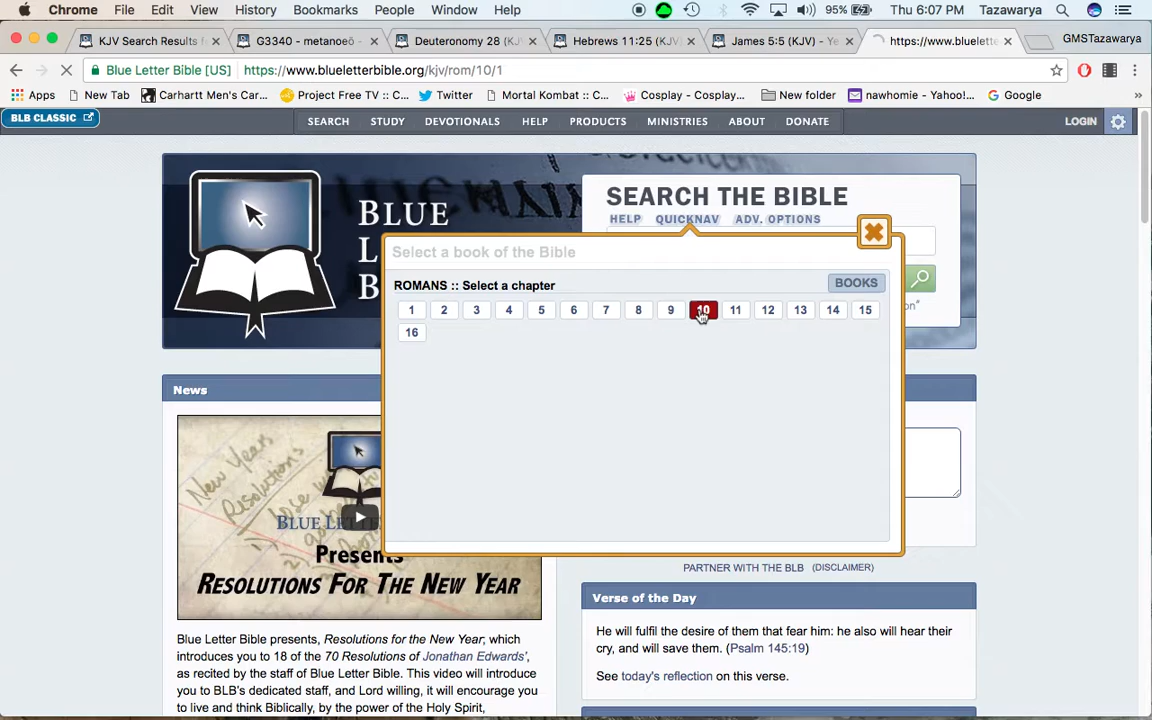 Chrome File Edit View History Bookmarks People Window Help 95% Thu 6:07 PM Tazawarya
KJV Search Results f × G3340 - metanoeō - × Deuteronomy 28 (KJ × Hebrews 11:25 (KJV) × James 5:5 (KJV) - Ye × https://www.bluelette × GMSTazawarya
Blue Letter Bible [US] https://www.blueletterbible.org/kjv/rom/10/1
Apps New Tab Carhartt Men's Car... Project Free TV :: C... Twitter Mortal Kombat :: C... Cosplay - Cosplay... New folder nawhomie - Yahoo!... Google »
BLB CLASSIC SEARCH STUDY DEVOTIONALS HELP PRODUCTS MINISTRIES ABOUT DONATE LOGIN
SEARCH THE BIBLE
HELP QUICKNAV ADV. OPTIONS
BLUE
L
B
Select a book of the Bible
ROMANS :: Select a chapter BOOKS
1 2 3 4 5 6 7 8 9 10 11 12 13 14 15
16
on"
News
New Years
Resolutions
1) lose w
BLUE LETT
Presents
RESOLUTIONS FOR THE NEW YEAR
Blue Letter Bible presents, Resolutions for the New Year; which
introduces you to 18 of the 70 Resolutions of Jonathan Edwards',
as recited by the staff of Blue Letter Bible. This video will introduce
you to BLB's dedicated staff, and Lord willing, it will encourage you
to live and think Biblically, by the power of the Holy Spirit,
PARTNER WITH THE BLB (DISCLAIMER)
Verse of the Day
He will fulfil the desire of them that fear him: he also will hear their
cry, and will save them. (Psalm 145:19)
See today's reflection on this verse.